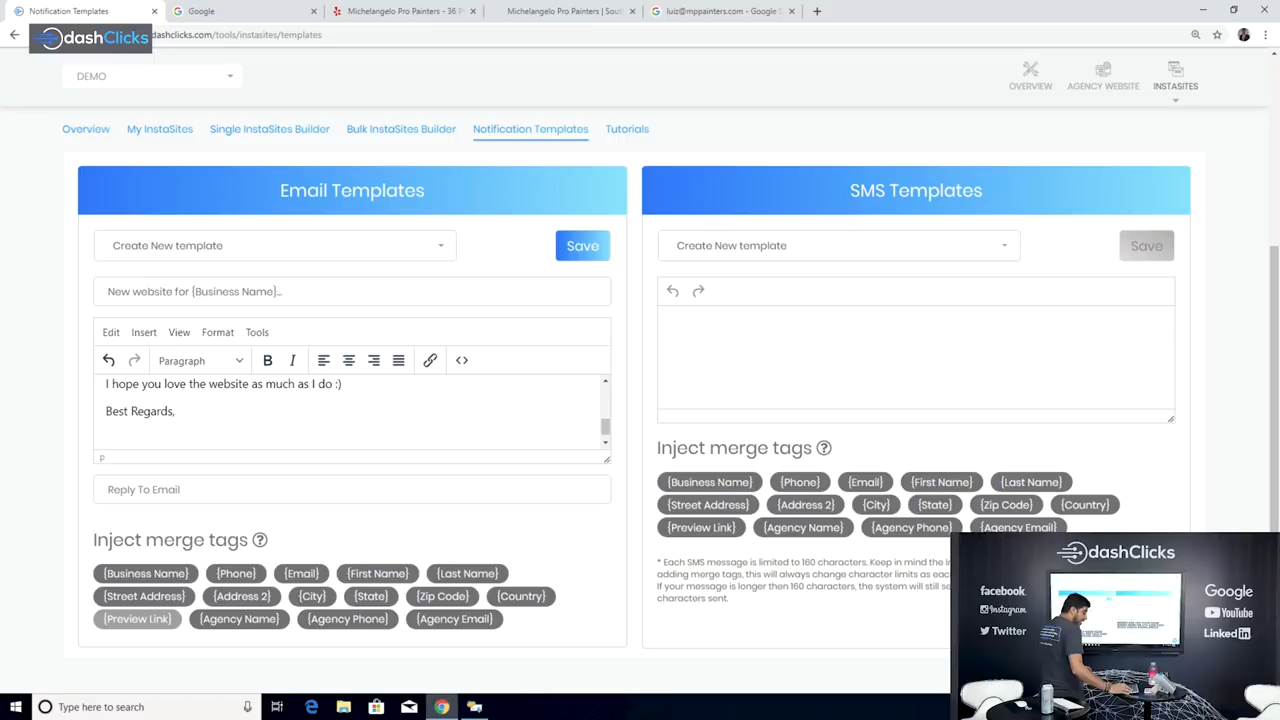 Notification Templates
Google
Michelangelo Pro Painters - 36 P
Michelangelo Pro Painters | Sout
luiz@mppainters.com - Google S
dashClicks
dashclicks.com/tools/instasites/templates
DEMO
OVERVIEW
AGENCY WEBSITE
INSTASITES
Overview
My InstaSites
Single InstaSites Builder
Bulk InstaSites Builder
Notification Templates
Tutorials
Email Templates
SMS Templates
Create New template
Save
Create New template
Save
New website for {Business Name}...
Edit Insert View Format Tools
Paragraph
B I
I hope you love the website as much as I do :)
Best Regards,
p
Reply To Email
Inject merge tags
{Business Name} {Phone} {Email} {First Name} {Last Name}
{Street Address} {Address 2} {City} {State} {Zip Code} {Country}
{Preview Link} {Agency Name} {Agency Phone} {Agency Email}
Inject merge tags
{Business Name} {Phone} {Email} {First Name} {Last Name}
{Street Address} {Address 2} {City} {State} {Zip Code} {Country}
{Preview Link} {Agency Name} {Agency Phone} {Agency Email}
* Each SMS message is limited to 160 characters. Keep in mind the
adding merge tags, this will always change character limits as
If your message is longer then 160 characters, the system will still
characters sent.
dashClicks
facebook
Instagram
Twitter
Google
YouTube
Linked in
Type here to search